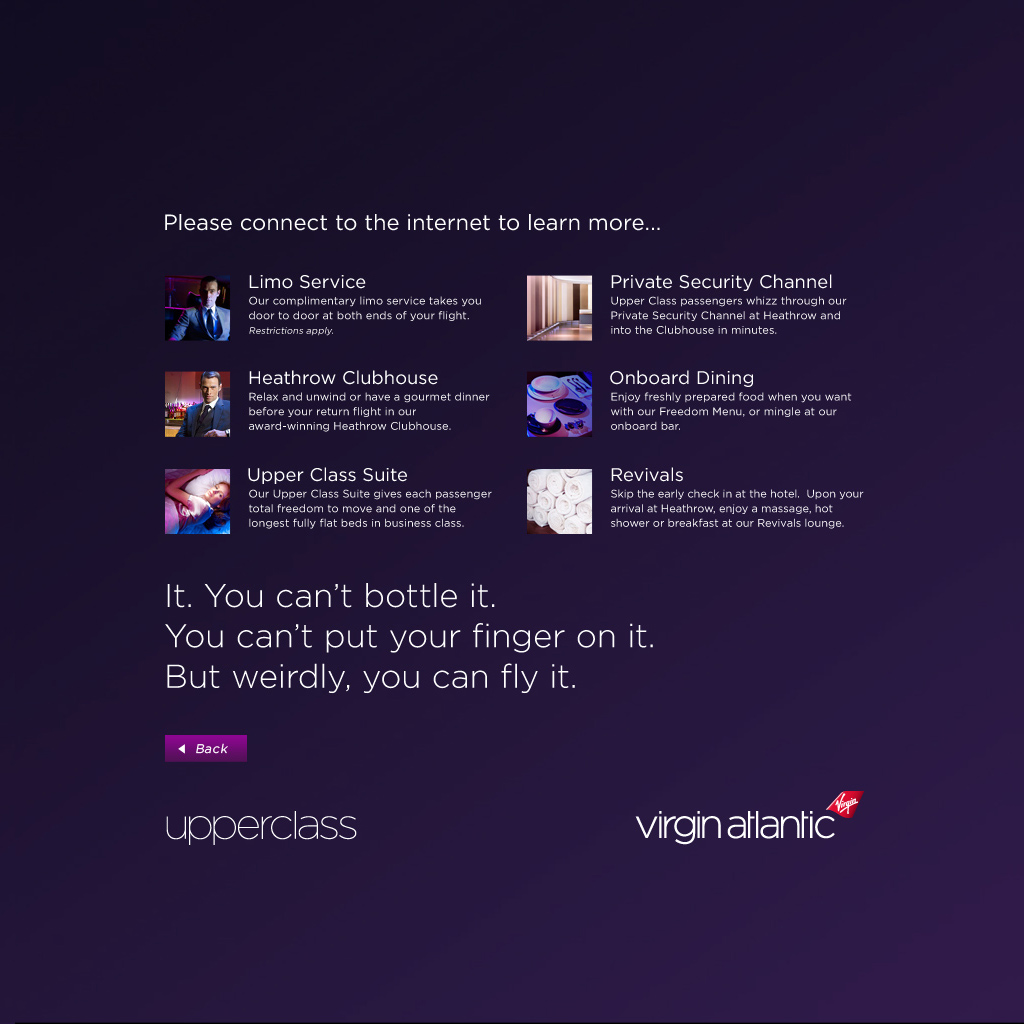 Please connect to the internet to learn more...
Limo Service
Our complimentary limo service takes you
door to door at both ends of your flight.
Restrictions apply.
Private Security Channel
Upper Class passengers whizz through our
Private Security Channel at Heathrow and
into the Clubhouse in minutes.
Heathrow Clubhouse
Relax and unwind or have a gourmet dinner
before your return flight in our
award-winning Heathrow Clubhouse.
Onboard Dining
Enjoy freshly prepared food when you want
with our Freedom Menu, or mingle at our
onboard bar.
Upper Class Suite
Our Upper Class Suite gives each passenger
total freedom to move and one of the
longest fully flat beds in business class.
Revivals
Skip the early check in at the hotel.  Upon your
arrival at Heathrow, enjoy a massage, hot
shower or breakfast at our Revivals lounge.
It. You can’t bottle it.
You can’t put your finger on it.
But weirdly, you can fly it.
Back
upperclass
virgin atlantic
Virgin